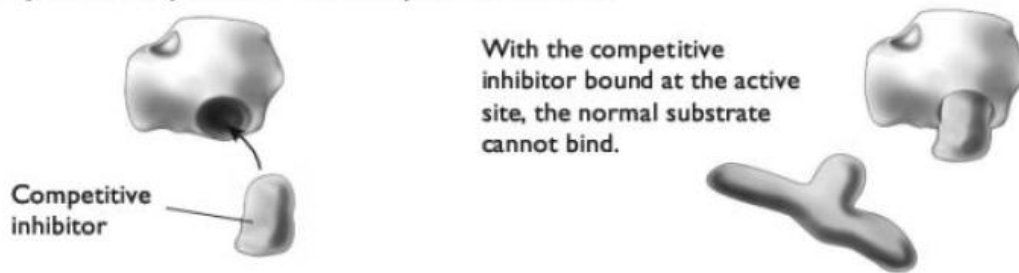 With the competitive
inhibitor bound at the active
site, the normal substrate
cannot bind.
Competitive
inhibitor